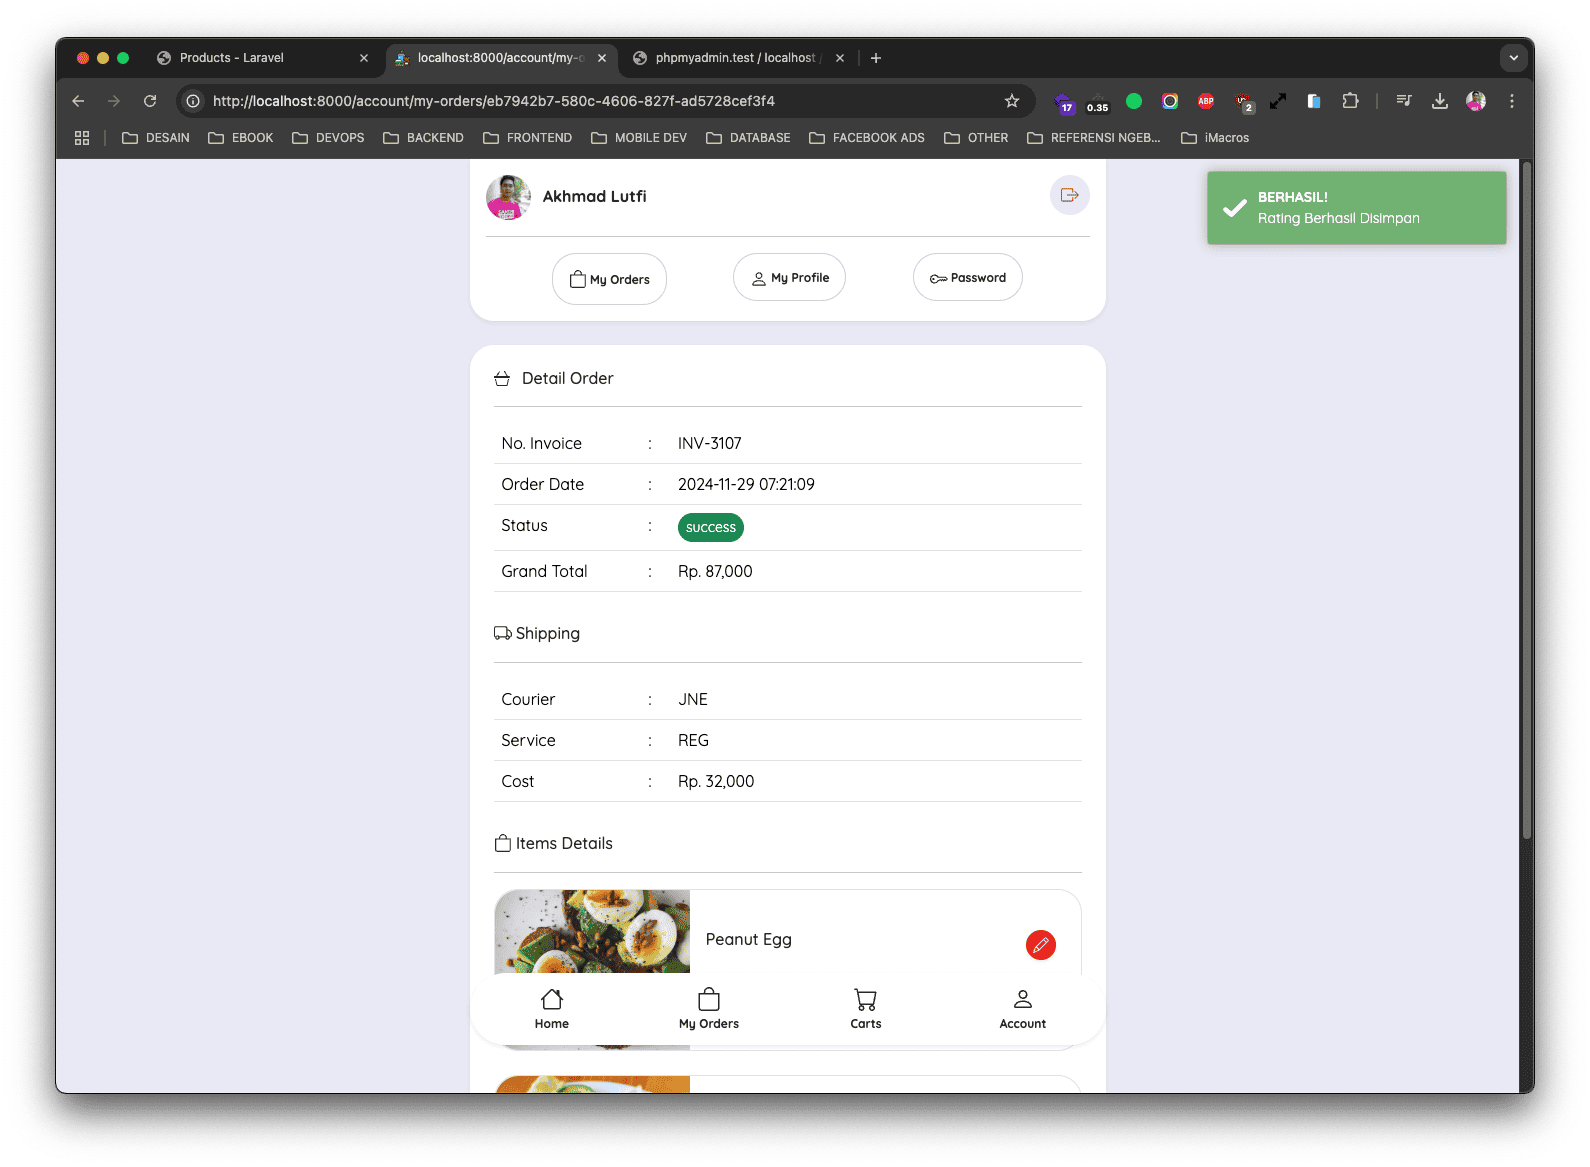 Products - Laravel
localhost:8000/account/my-o
phpmyadmin.test / localhost /
http://localhost:8000/account/my-orders/eb7942b7-580c-4606-827f-ad5728cef3f4
17
0.35
ABP
2
DESAIN
EBOOK
DEVOPS
BACKEND
FRONTEND
MOBILE DEV
DATABASE
FACEBOOK ADS
OTHER
REFERENSI NGEB...
iMacros
Akhmad Lutfi
BERHASIL!
Rating Berhasil Disimpan
My Orders
My Profile
Password
Detail Order
No. Invoice : INV-3107
Order Date : 2024-11-29 07:21:09
Status : success
Grand Total : Rp. 87,000
Shipping
Courier : JNE
Service : REG
Cost : Rp. 32,000
Items Details
Peanut Egg
Home
My Orders
Carts
Account